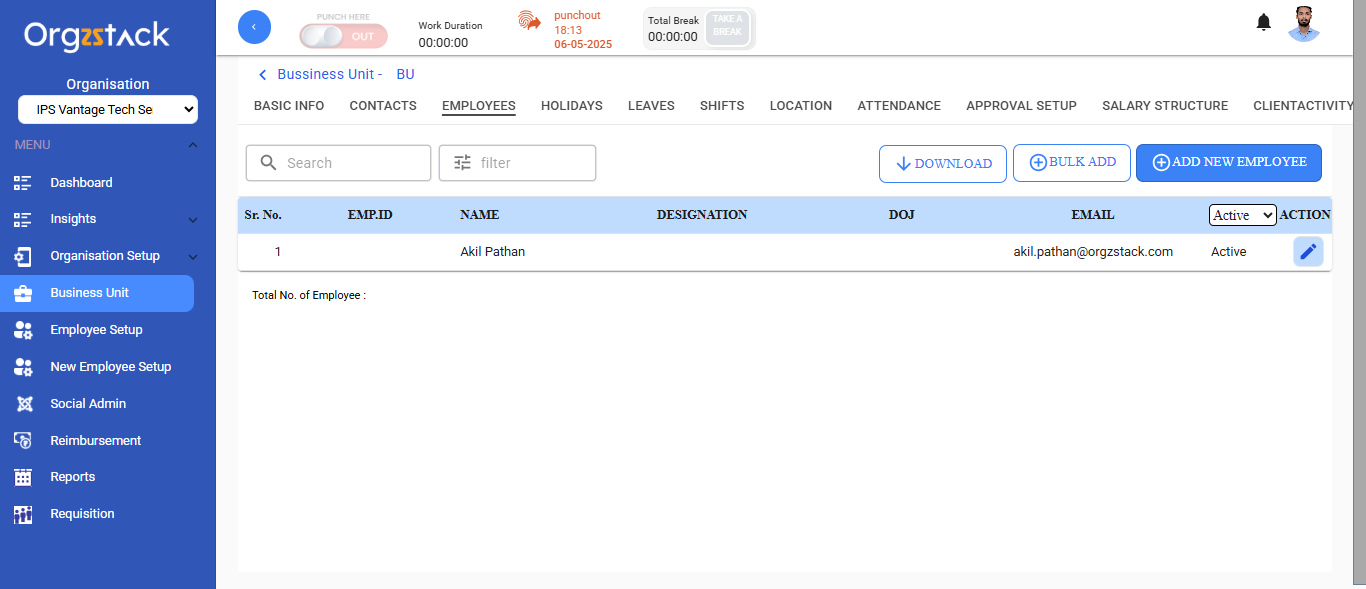 Orgzstack
Organisation
IPS Vantage Tech Se
MENU
Dashboard
Insights
Organisation Setup
Business Unit
Employee Setup
New Employee Setup
Social Admin
Reimbursement
Reports
Requisition
PUNCH HERE
OUT
Work Duration
00:00:00
punchout
18:13
06-05-2025
Total Break
00:00:00
TAKE A
BREAK
Bussiness Unit - BU
BASIC INFO CONTACTS EMPLOYEES HOLIDAYS LEAVES SHIFTS LOCATION ATTENDANCE APPROVAL SETUP SALARY STRUCTURE CLIENTACTIVITY
Search filter DOWNLOAD BULK ADD ADD NEW EMPLOYEE
Sr. No. EMP.ID NAME DESIGNATION DOJ EMAIL Active ACTION
1 Akil Pathan akil.pathan@orgzstack.com Active
Total No. of Employee :